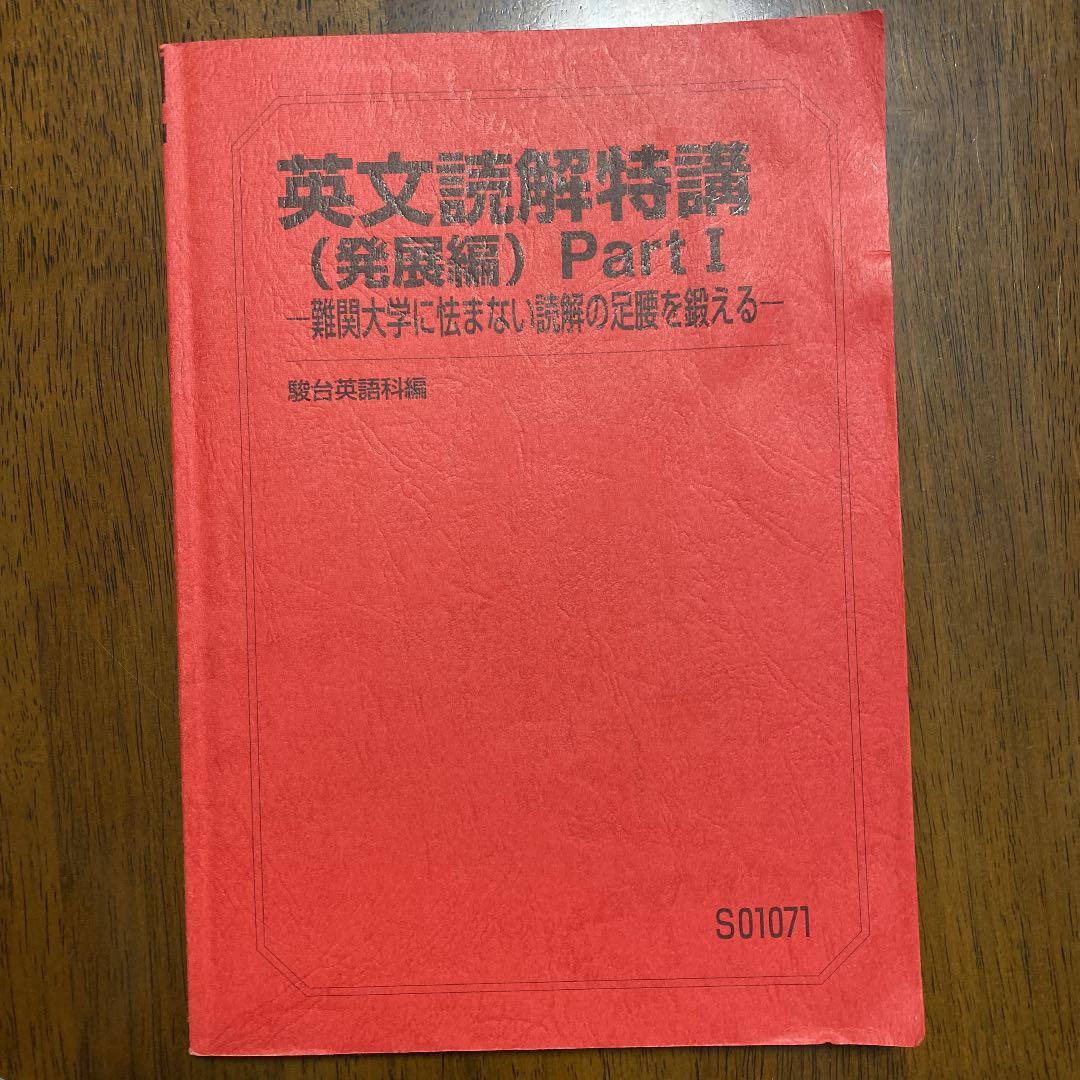 英文読解特講
(発展編) Part I
―難関大学に怯まない読解の足腰を鍛える―
駿台英語科編
S01071